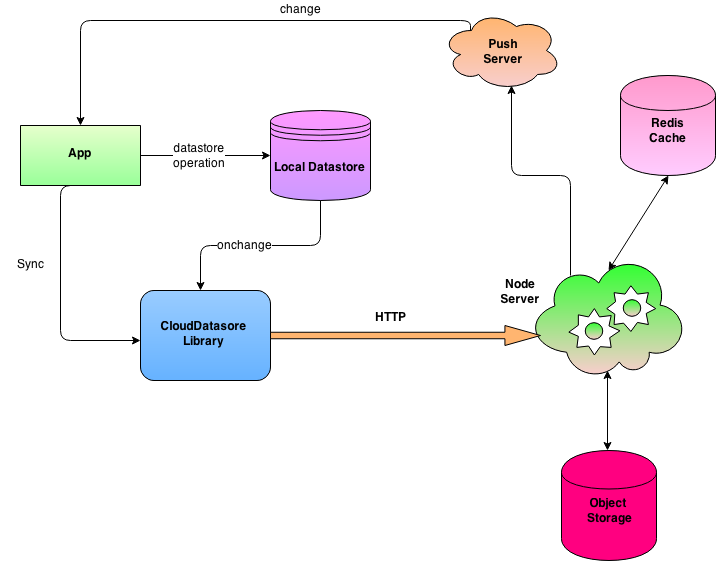 change
Push
Server
Redis
Cache
App
datastore
operation
Local Datastore
Sync
onchange
Node
Server
CloudDatasore
Library
HTTP
Object
Storage